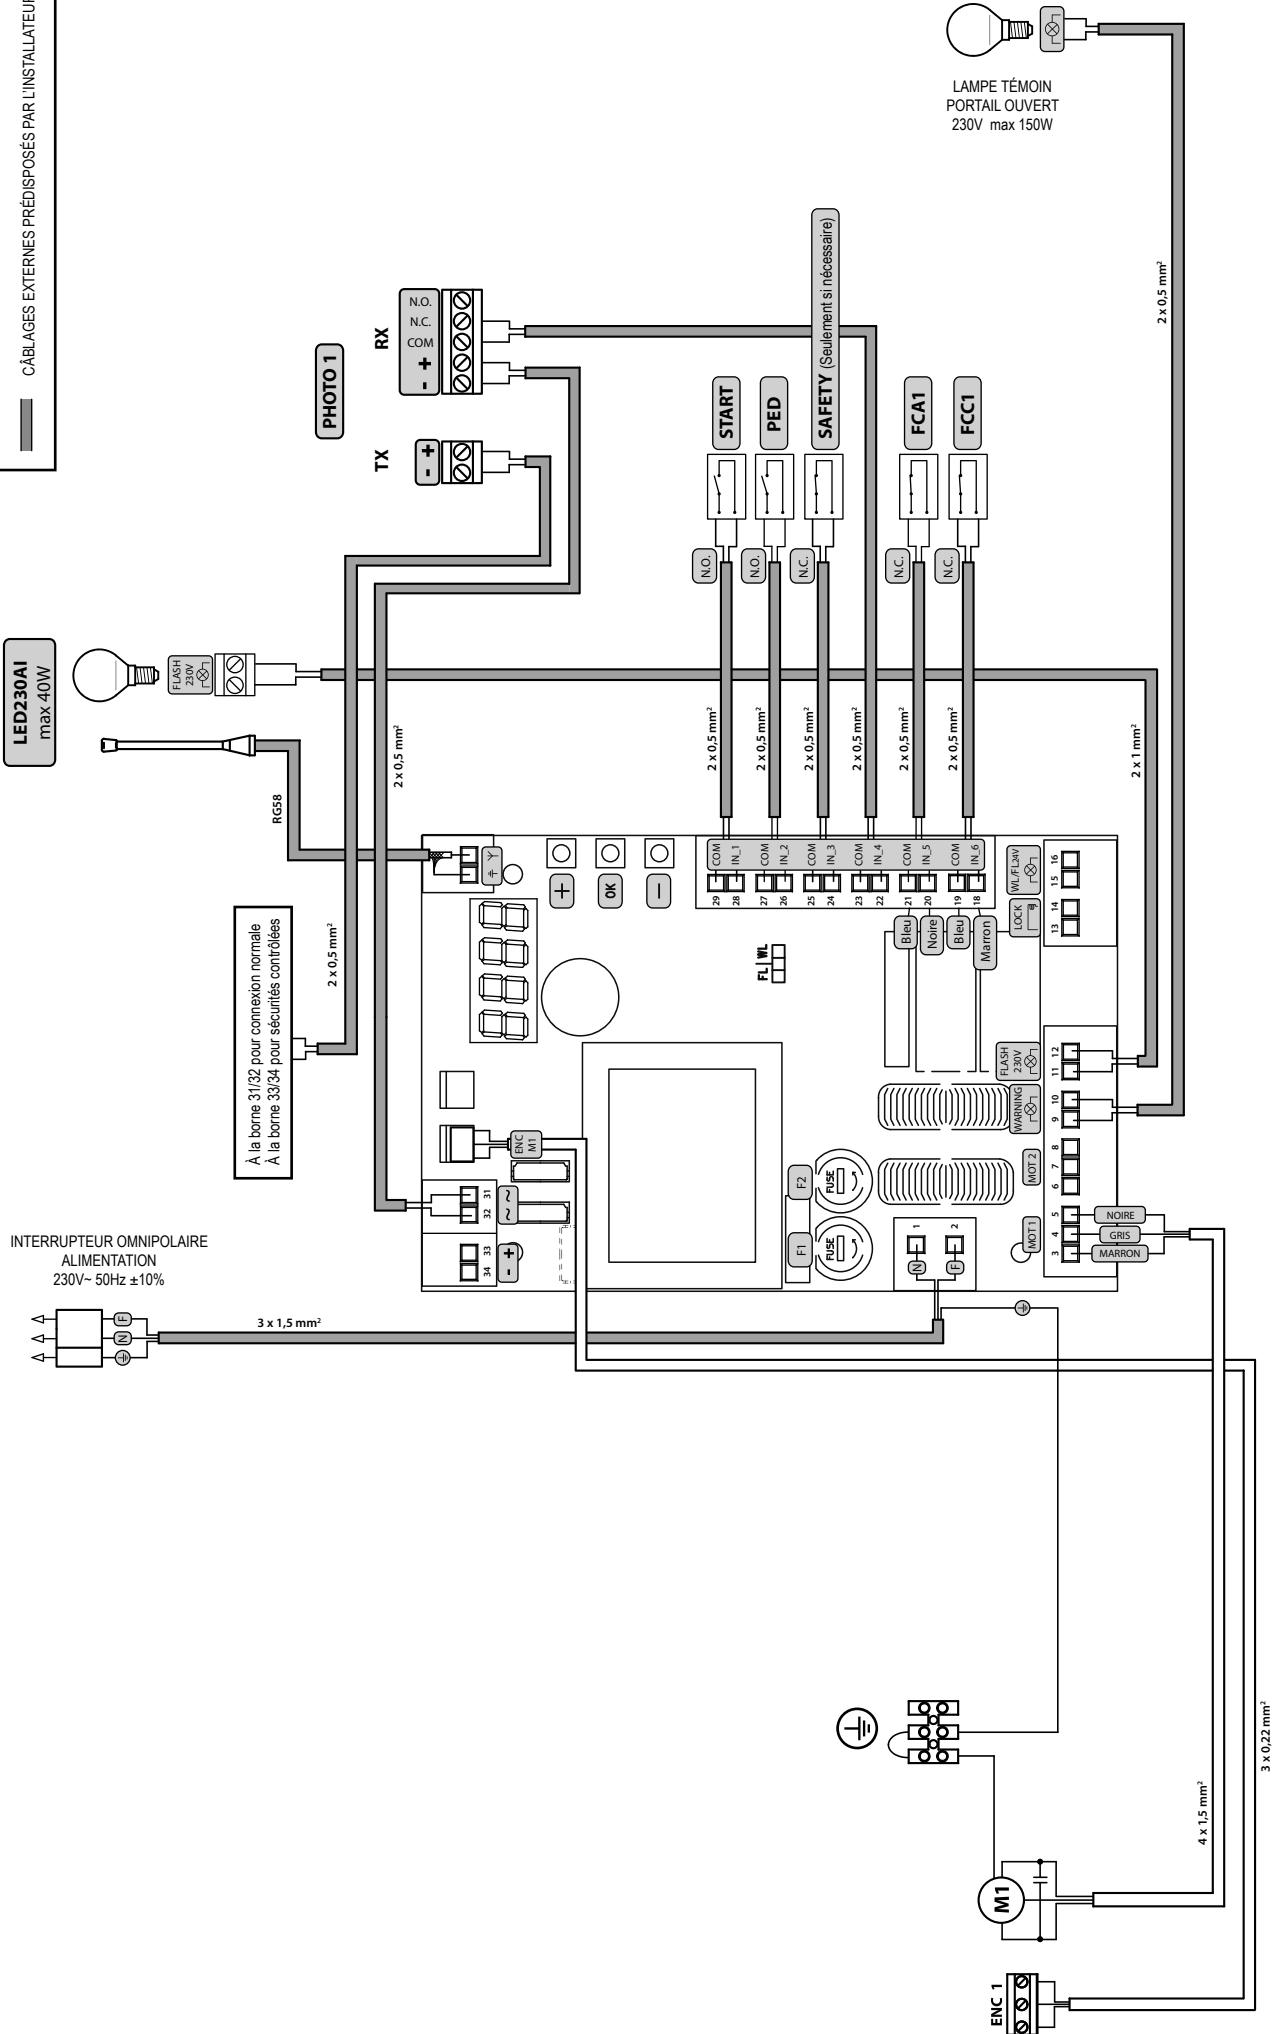 CÂBLAGES EXTERNES PRÉDISPOSÉS PAR L'INSTALLATEUR
LAMPE TÉMOIN
PORTAIL OUVERT
230V max 150W
2 x 0,5 mm²
PHOTO 1
RX
N.O.
N.C.
COM
- +
TX
- +
LED230AI
max 40W
FLASH
230V
RG58
2 x 0,5 mm²
2 x 0,5 mm²
À la borne 31/32 pour connexion normale
À la borne 33/34 pour sécurités contrôlées
START
PED
SAFETY (Seulement si nécessaire)
FCA1
FCC1
N.O.
N.O.
N.C.
N.C.
N.C.
2 x 0,5 mm²
2 x 0,5 mm²
2 x 0,5 mm²
2 x 0,5 mm²
2 x 0,5 mm²
2 x 0,5 mm²
2 x 1 mm²
+
OK
-
29 COM
28 IN_1
27 COM
26 IN_2
25 COM
24 IN_3
23 COM
22 IN_4
21 COM
20 IN_5
19 COM
18 IN_6
Bleu
Noire
Bleu
Marron
FL WL
WL/FL24V
16
15
LOCK
14
13
FLASH
230V
12
11
WARNING
10
9
MOT 2
8
7
6
MOT1
5
4
3
NOIRE
GRIS
MARRON
F2
FUSE
F1
FUSE
1
2
N
F
ENC
M1
31
32
~ ~
33
34
- +
INTERRUPTEUR OMNIPOLAIRE
ALIMENTATION
230V~ 50Hz ±10%
F
N
3 x 1,5 mm²
M1
4 x 1,5 mm²
3 x 0,22 mm²
ENC 1